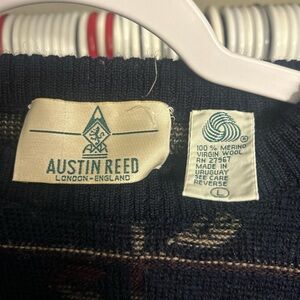 AUSTIN REED
LONDON-ENGLAND
100% MERINO
VIRGIN WOOL
RN 27567
MADE IN
URUGUAY
SEE CARE
REVERSE
L